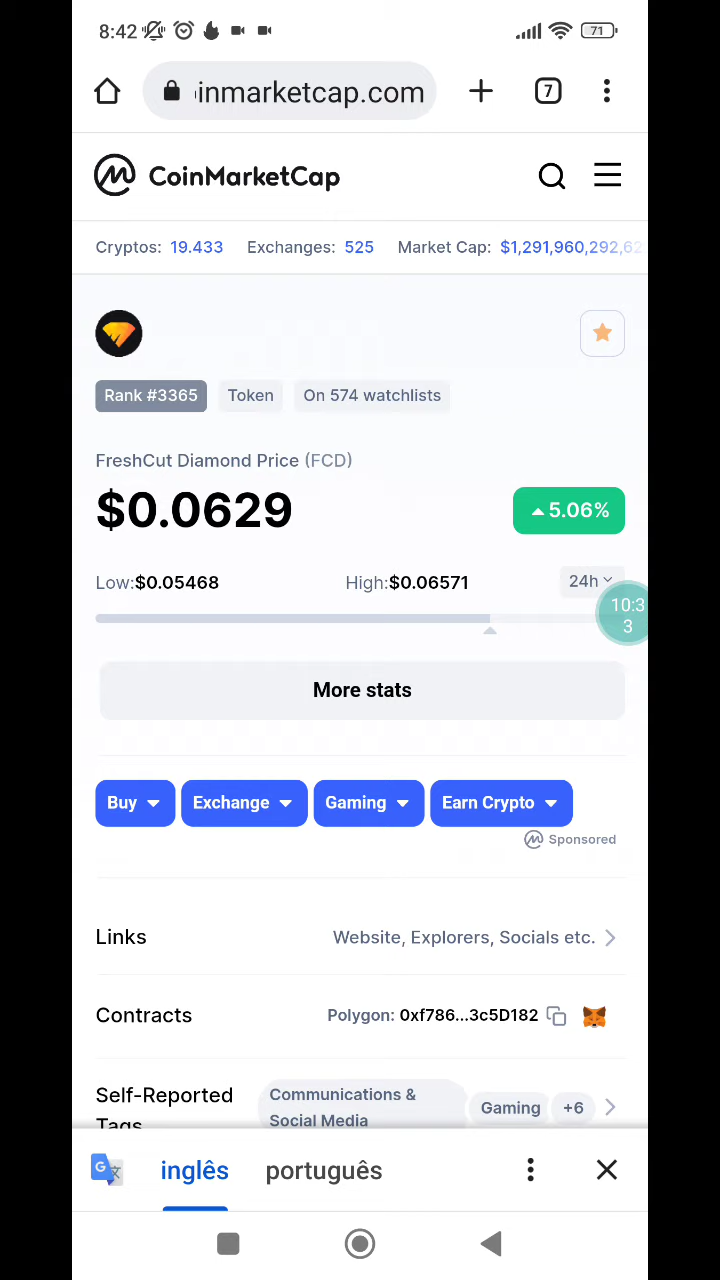 8:42
71
inmarketcap.com
7
CoinMarketCap
Cryptos: 19.433 Exchanges: 525 Market Cap: $1,291,960,292,62
Rank #3365 Token On 574 watchlists
FreshCut Diamond Price (FCD)
$0.0629
5.06%
Low:$0.05468 High:$0.06571 24h
10:3
3
More stats
Buy Exchange Gaming Earn Crypto
Sponsored
Links Website, Explorers, Socials etc.
Contracts Polygon: 0xf786...3c5D182
Self-Reported Communications & Gaming +6
Tags Social Media
inglês português